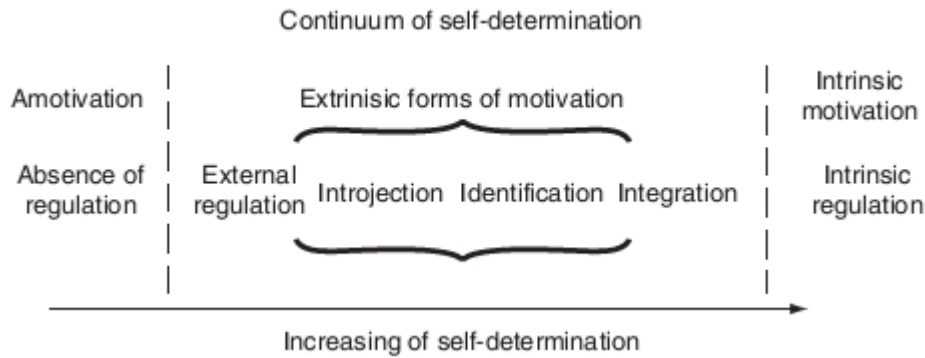 Continuum of self-determination
Amotivation
Extrinisic forms of motivation
Intrinsic
motivation
Absence of
regulation
External
regulation
Introjection
Identification
Integration
Intrinsic
regulation
Increasing of self-determination